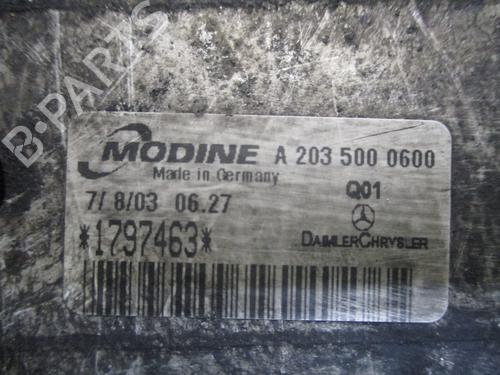 B-PARTS
MODINE A 203 500 0600
Made in Germany Q01
7/ 8/03 06.27
*1797463* DAIMLERCHRYSLER